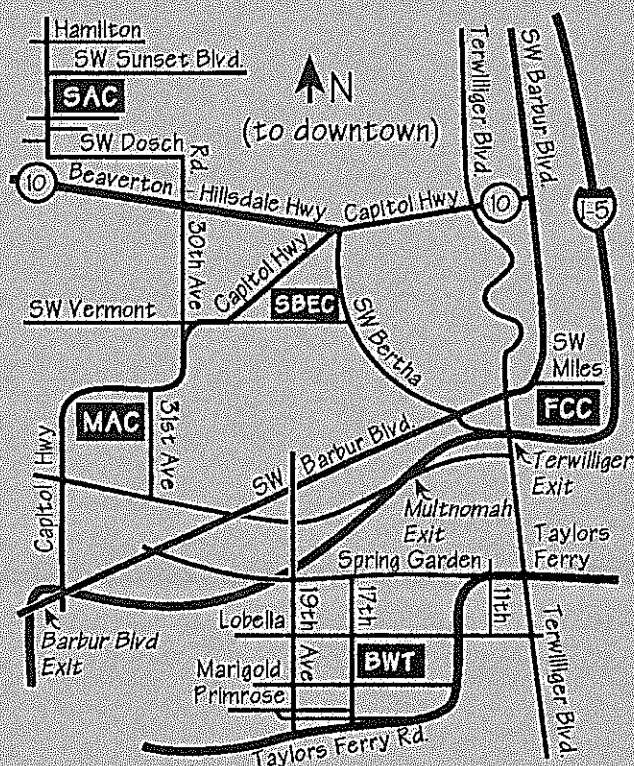 Hamilton
SW Sunset Blvd.
SAC
N
(to downtown)
SW Dosch Rd.
10
Beaverton - Hillsdale Hwy
Capitol Hwy
10
Terwilliger Blvd.
SW Barbur Blvd.
I-5
30th Ave
Capitol Hwy
SW Vermont
SBEC
SW Bertha
SW
Miles
FCC
MAC
31st Ave
Capitol Hwy
SW Barbur Blvd.
Terwilliger
Exit
Multnomah
Exit
Taylors
Ferry
Spring Garden
Barbur Blvd
Exit
Lobella
19th Ave
17th
11th
BWT
Marigold
Primrose
Terwilliger Blvd.
Taylors Ferry Rd.